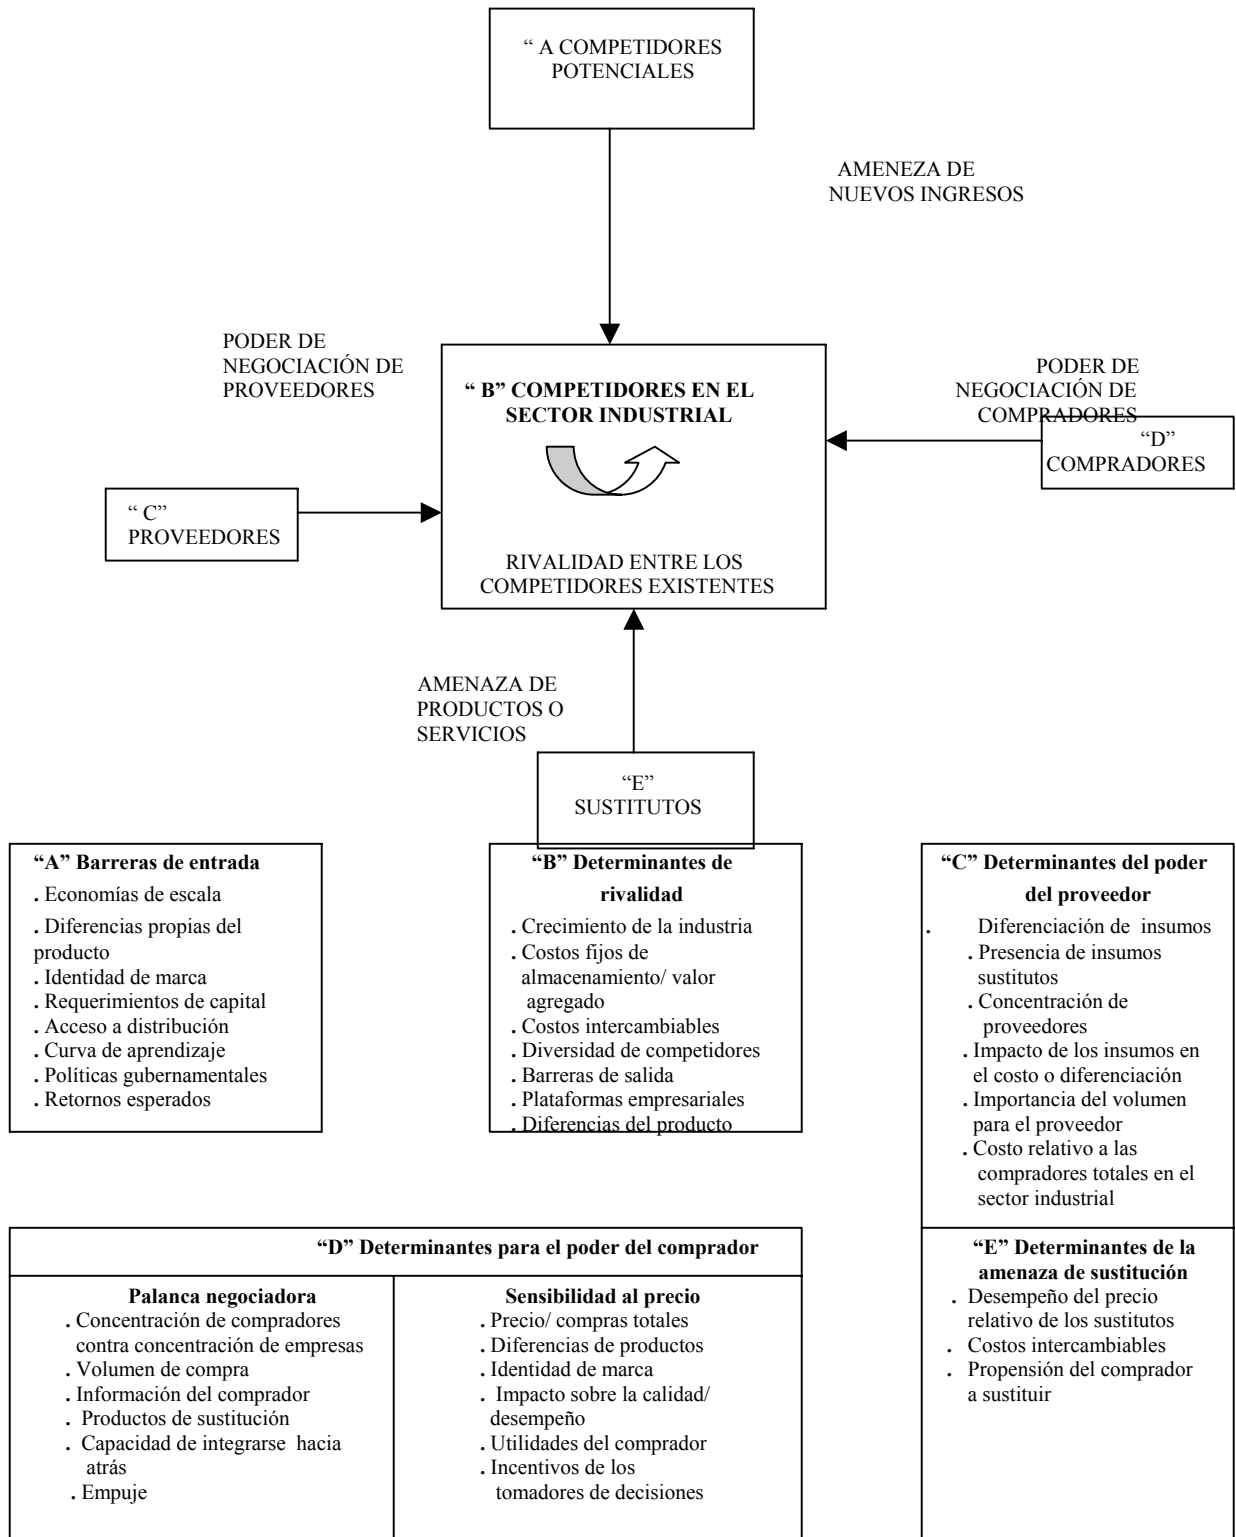 “ A COMPETIDORES
POTENCIALES
AMENEZA DE
NUEVOS INGRESOS
PODER DE
NEGOCIACIÓN DE
PROVEEDORES
“ B” COMPETIDORES EN EL
SECTOR INDUSTRIAL
PODER DE
NEGOCIACIÓN DE
COMPRADORES
“D”
COMPRADORES
“ C”
PROVEEDORES
RIVALIDAD ENTRE LOS
COMPETIDORES EXISTENTES
AMENAZA DE
PRODUCTOS O
SERVICIOS
“E”
SUSTITUTOS
“A” Barreras de entrada
. Economías de escala
. Diferencias propias del
producto
. Identidad de marca
. Requerimientos de capital
. Acceso a distribución
. Curva de aprendizaje
. Políticas gubernamentales
. Retornos esperados
“B” Determinantes de
rivalidad
. Crecimiento de la industria
. Costos fijos de
almacenamiento/ valor
agregado
. Costos intercambiables
. Diversidad de competidores
. Barreras de salida
. Plataformas empresariales
. Diferencias del producto
“C” Determinantes del poder
del proveedor
. Diferenciación de insumos
. Presencia de insumos
sustitutos
. Concentración de
proveedores
. Impacto de los insumos en
el costo o diferenciación
. Importancia del volumen
para el proveedor
. Costo relativo a las
compradores totales en el
sector industrial
“D” Determinantes para el poder del comprador
Palanca negociadora
. Concentración de compradores
contra concentración de empresas
. Volumen de compra
. Información del comprador
. Productos de sustitución
. Capacidad de integrarse hacia
atrás
. Empuje
Sensibilidad al precio
. Precio/ compras totales
. Diferencias de productos
. Identidad de marca
. Impacto sobre la calidad/
desempeño
. Utilidades del comprador
. Incentivos de los
tomadores de decisiones
“E” Determinantes de la
amenaza de sustitución
. Desempeño del precio
relativo de los sustitutos
. Costos intercambiables
. Propensión del comprador
a sustituir